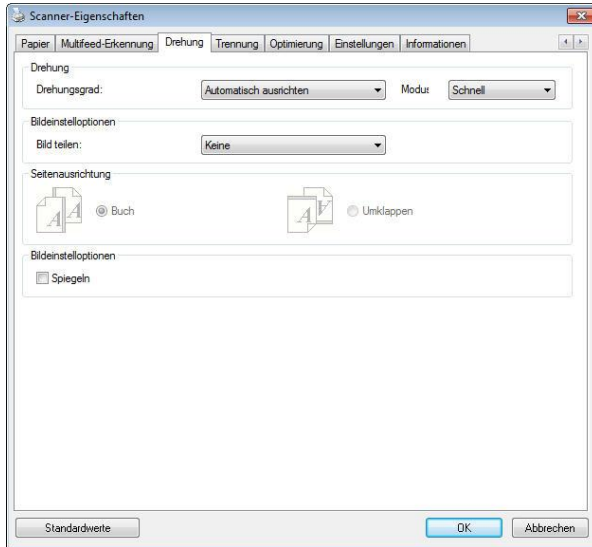 Scanner-Eigenschaften
Papier Multifeed-Erkennung Drehung Trennung Optimierung Einstellungen Informationen
Drehung
Drehungsgrad: Automatisch ausrichten Modus Schnell
Bildeinstelloptionen
Bild teilen: Keine
Seitenausrichtung
A A Buch A A Umklappen
Bildeinstelloptionen
Spiegeln
Standardwerte OK Abbrechen